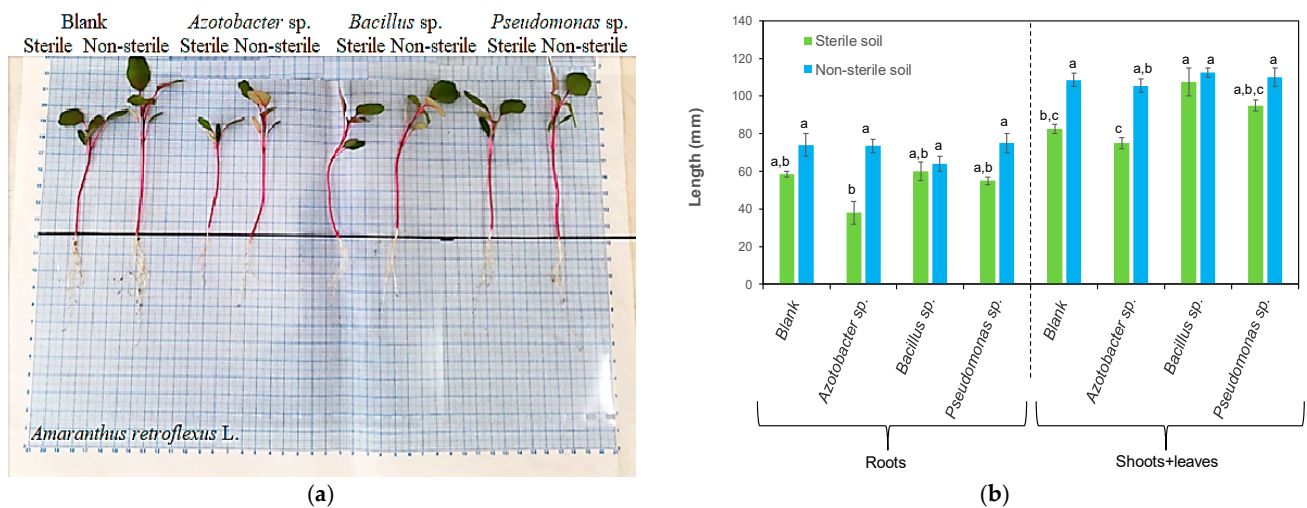 Blank Azotobacter sp. Bacillus sp. Pseudomonas sp.
Sterile Non-sterile Sterile Non-sterile Sterile Non-sterile Sterile Non-sterile
Amaranthus retroflexus L.
(a)
Length (mm)
140
120
100
80
60
40
20
0
Sterile soil
Non-sterile soil
a,b a b a a,b a a,b a b,c a c a,b a a a,b,c a
Blank Azotobacter sp. Bacillus sp. Pseudomonas sp. Blank Azotobacter sp. Bacillus sp. Pseudomonas sp.
Roots Shoots+leaves
(b)